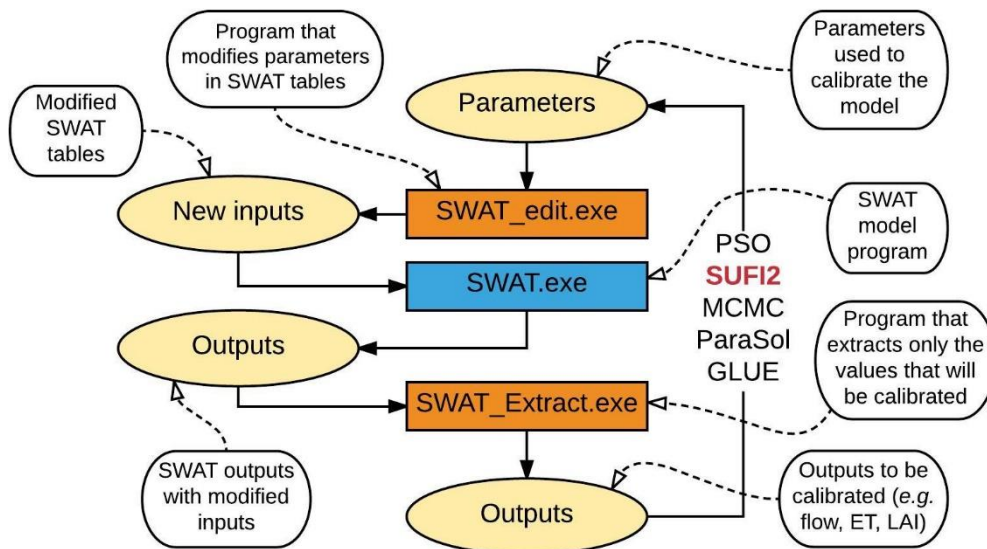 Program that
modifies parameters
in SWAT tables
Parameters
used to
calibrate the
model
Modified
SWAT
tables
Parameters
New inputs
SWAT_edit.exe
SWAT
model
program
PSO
SUFI2
MCMC
ParaSol
GLUE
SWAT.exe
Outputs
Program that
extracts only the
values that will
be calibrated
SWAT_Extract.exe
SWAT outputs
with modified
inputs
Outputs
Outputs to be
calibrated (e.g.
flow, ET, LAI)